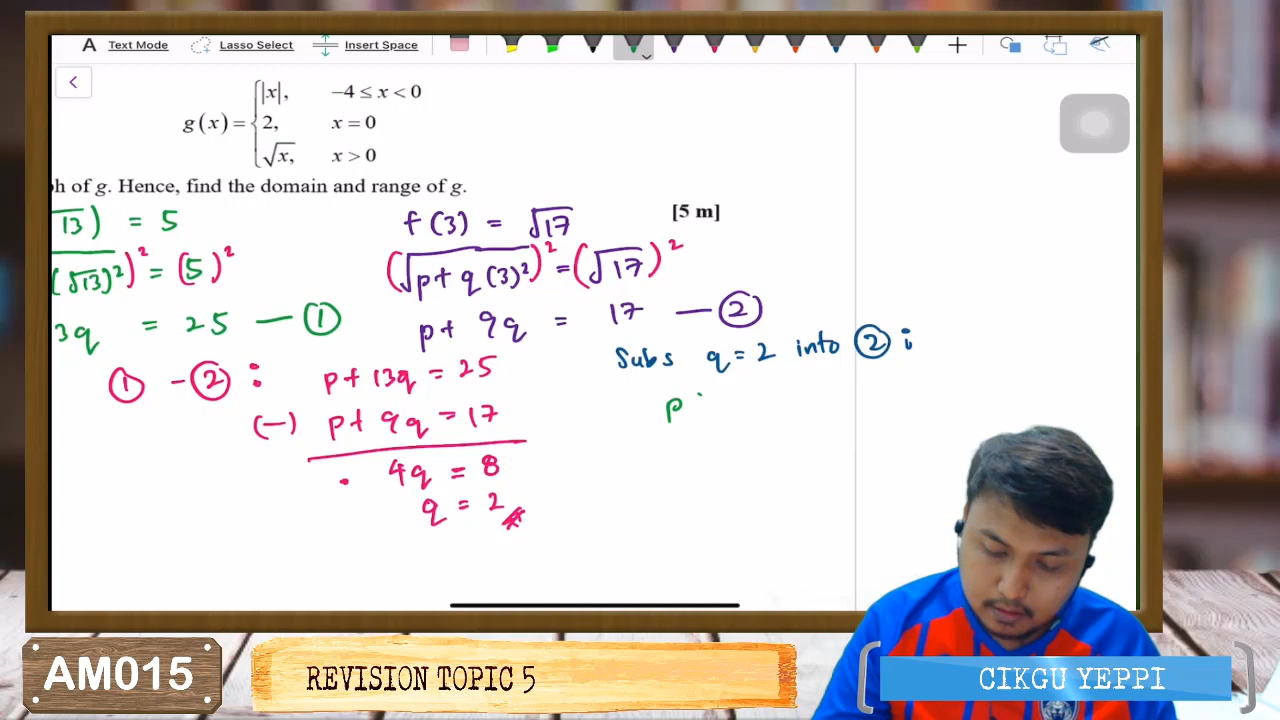 A Text Mode Lasso Select Insert Space
g(x) = { |x|, −4 ≤ x < 0
2, x = 0
√x, x > 0
h of g. Hence, find the domain and range of g.
[5 m]
√13) = 5
(√13)²)² = (5)²
3q = 25 — ①
f(3) = √17
(√p + q(3)²)² = (√17)²
p + 9q = 17 — ②
Subs q = 2 into ② :
p
① - ② : p + 13q = 25
(−) p + 9q = 17
4q = 8
q = 2
AM015
REVISION TOPIC 5
CIKGU YEPPI